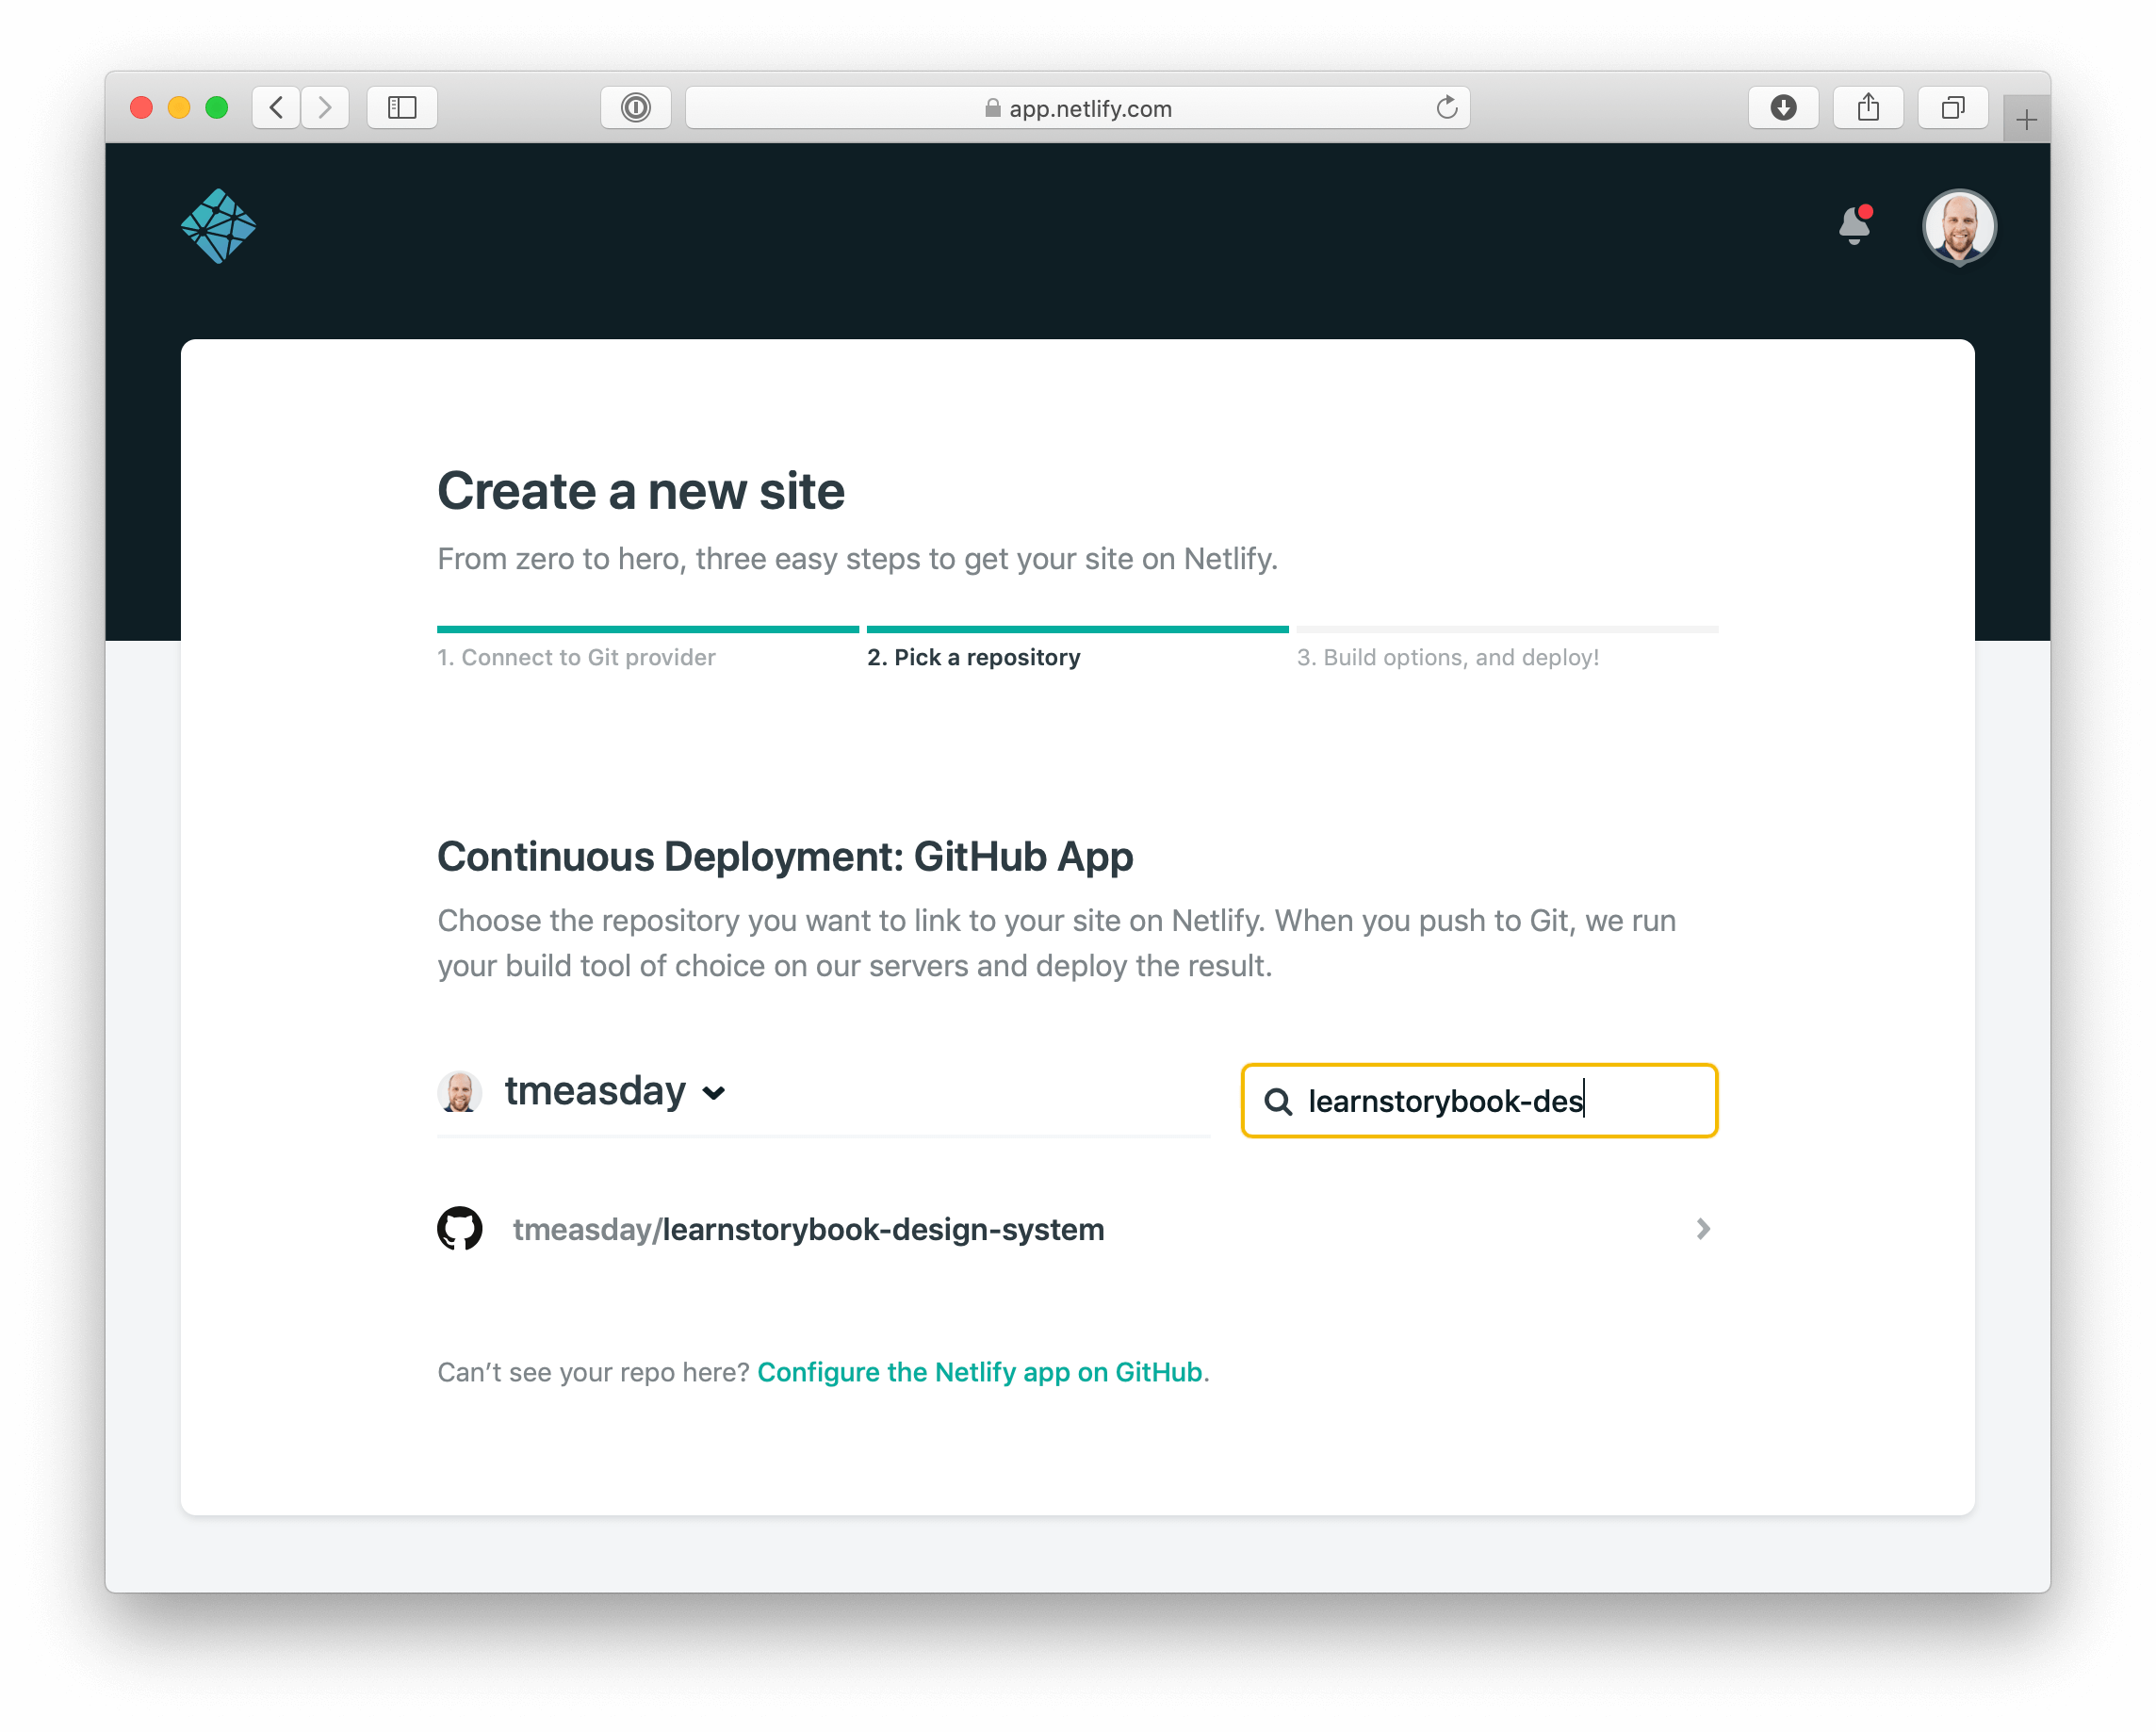 app.netlify.com
Create a new site
From zero to hero, three easy steps to get your site on Netlify.
1. Connect to Git provider
2. Pick a repository
3. Build options, and deploy!
Continuous Deployment: GitHub App
Choose the repository you want to link to your site on Netlify. When you push to Git, we run
your build tool of choice on our servers and deploy the result.
tmeasday
learnstorybook-des
tmeasday/learnstorybook-design-system
Can’t see your repo here? Configure the Netlify app on GitHub.